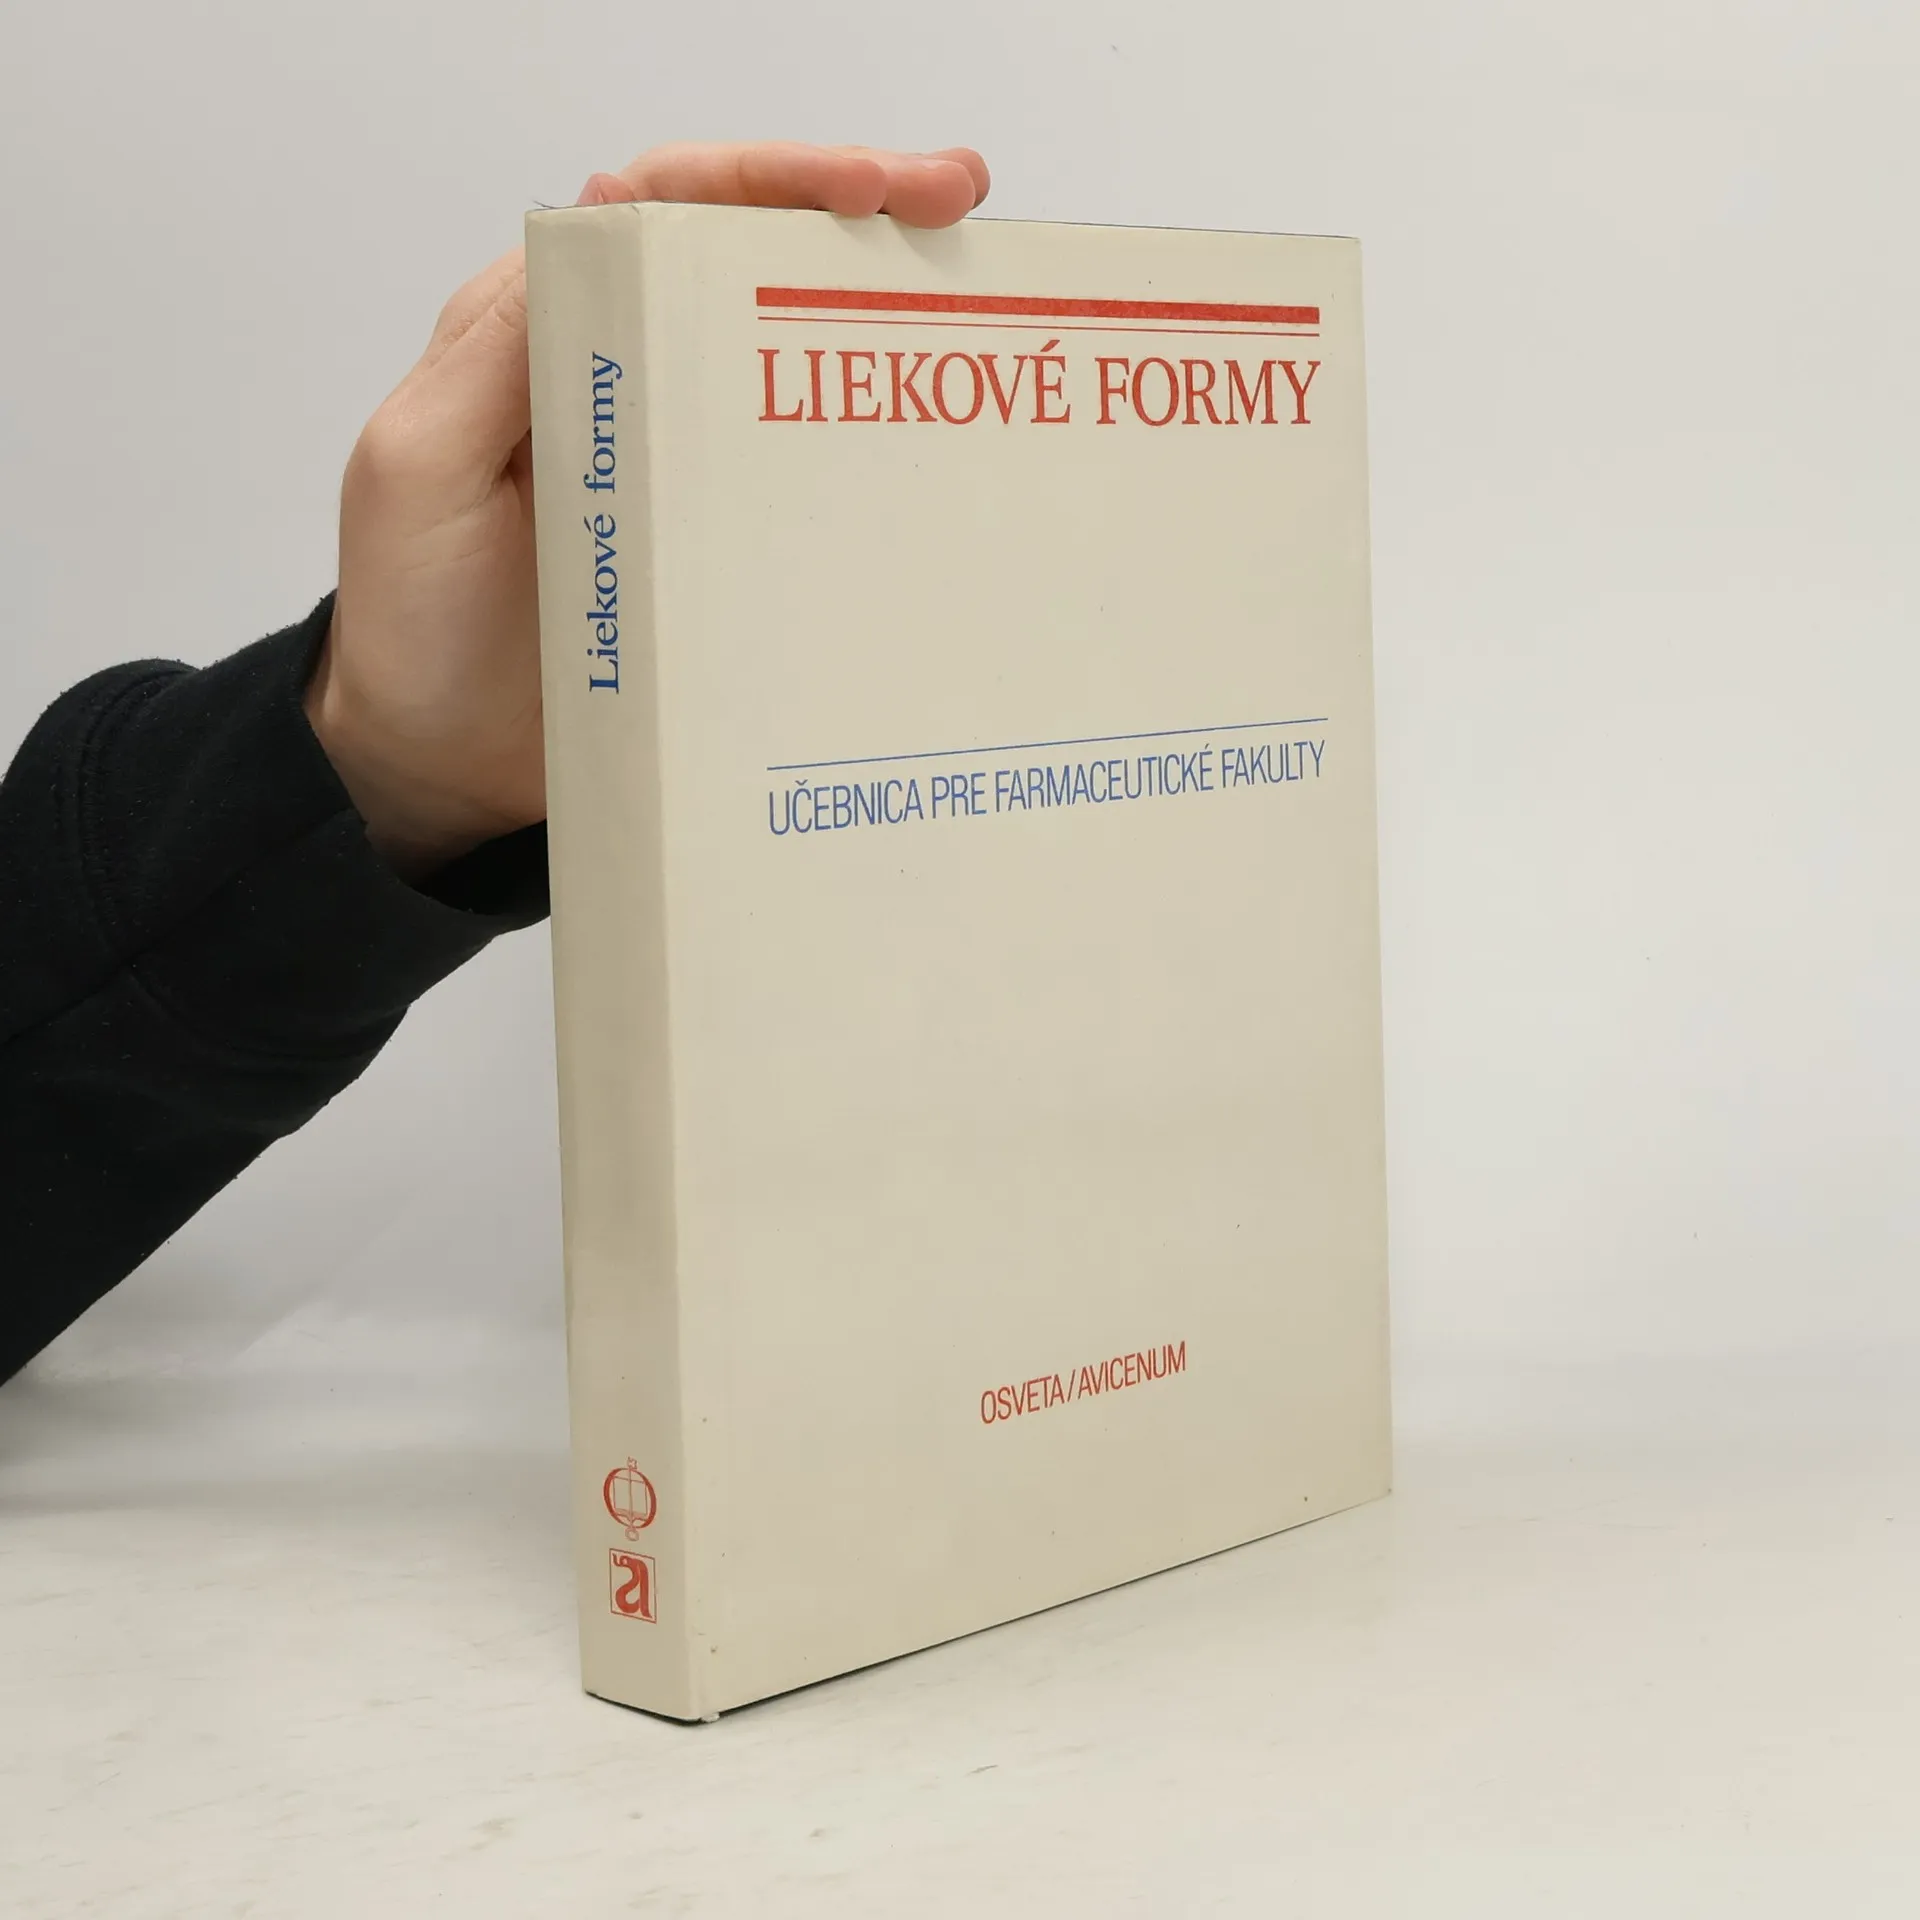 Liekové formy
LIEKOVÉ FORMY
UČEBNICA PRE FARMACEUTICKÉ FAKULTY
OSVETA/AVICENUM
a